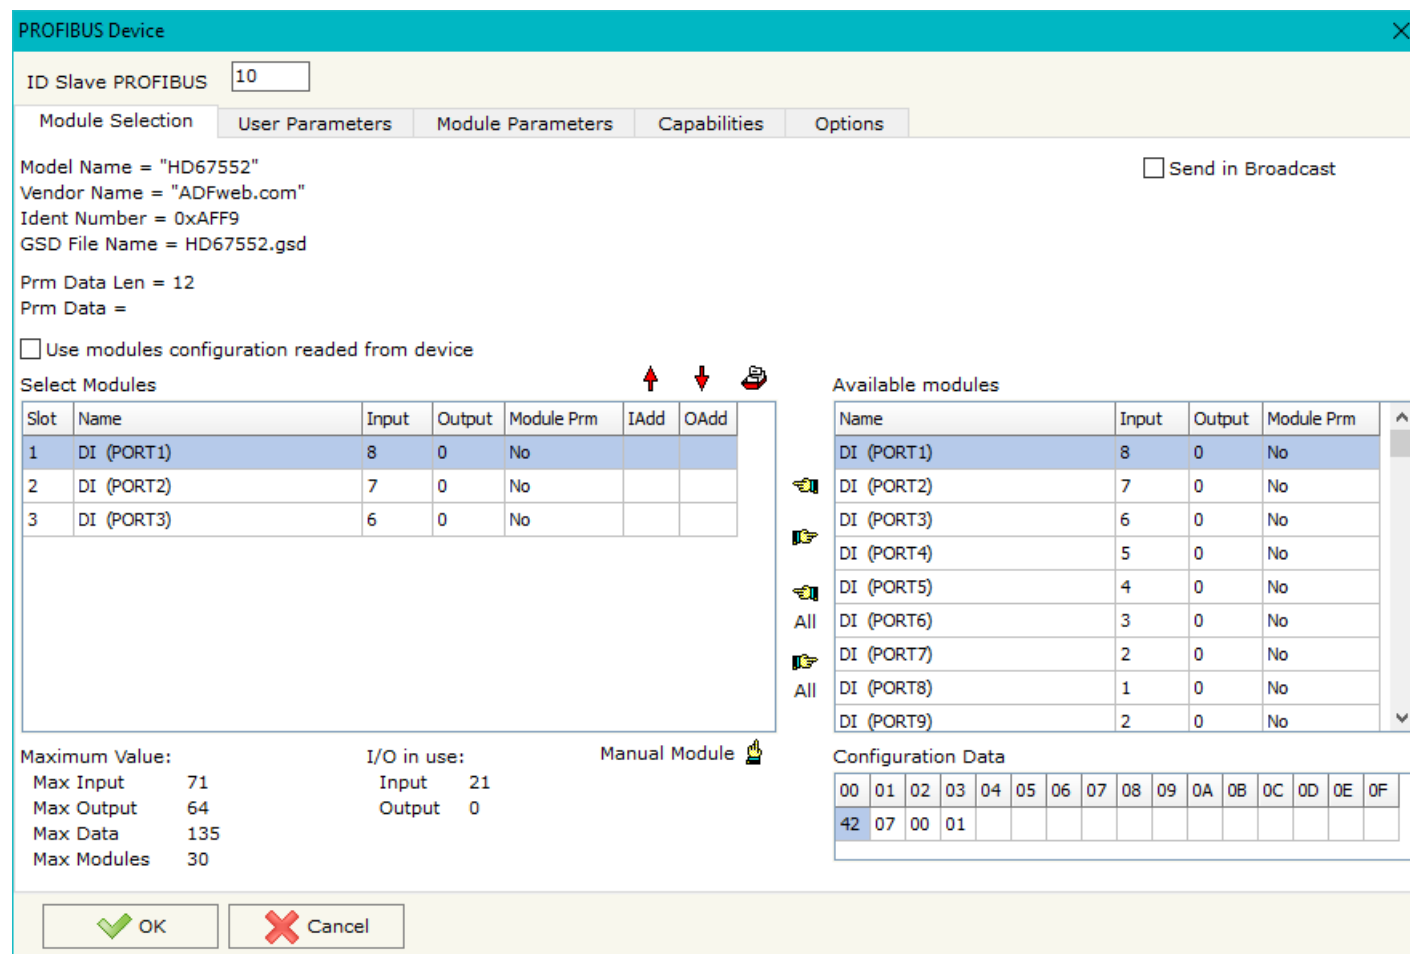 PROFIBUS Device
ID Slave PROFIBUS 10
Module Selection User Parameters Module Parameters Capabilities Options
Model Name = "HD67552"
Send in Broadcast
Vendor Name = "ADFweb.com"
Ident Number = 0xAFF9
GSD File Name = HD67552.gsd
Prm Data Len = 12
Prm Data =
Use modules configuration readed from device
Select Modules
Slot Name Input Output Module Prm IAdd OAdd
1 DI (PORT1) 8 0 No
2 DI (PORT2) 7 0 No
3 DI (PORT3) 6 0 No
All
All
Available modules
Name Input Output Module Prm
DI (PORT1) 8 0 No
DI (PORT2) 7 0 No
DI (PORT3) 6 0 No
DI (PORT4) 5 0 No
DI (PORT5) 4 0 No
DI (PORT6) 3 0 No
DI (PORT7) 2 0 No
DI (PORT8) 1 0 No
DI (PORT9) 2 0 No
Maximum Value:
Max Input 71
Max Output 64
Max Data 135
Max Modules 30
I/O in use:
Input 21
Output 0
Manual Module
Configuration Data
00 01 02 03 04 05 06 07 08 09 0A 0B 0C 0D 0E 0F
42 07 00 01
OK Cancel